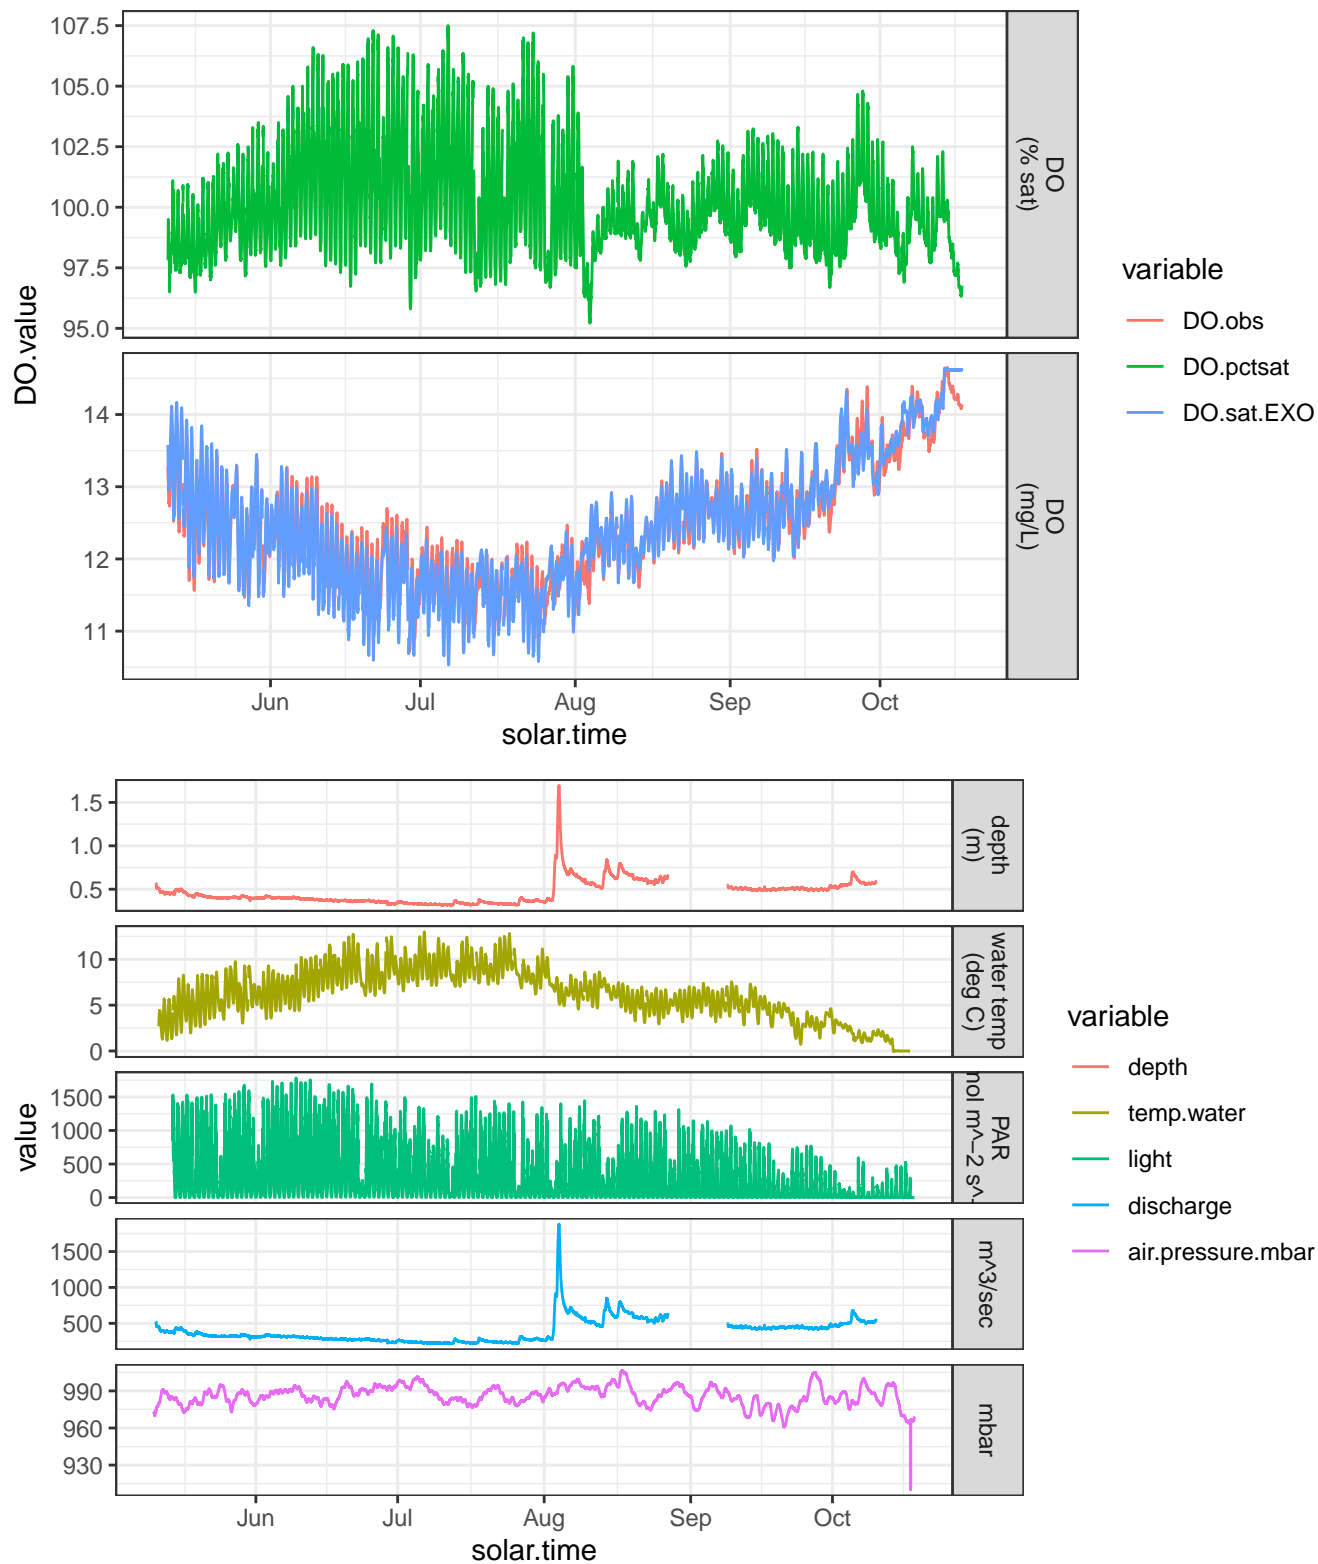 107.5
105.0
102.5
100.0
97.5
95.0
DO
(% sat)
14
13
12
11
DO
(mg/L)
DO.value
Jun Jul Aug Sep Oct
solar.time
variable
DO.obs
DO.pctsat
DO.sat.EXO
1.5
1.0
0.5
depth
(m)
10
5
0
water temp
(deg C)
1500
1000
500
0
PAR
mol m^-2 s^
1500
1000
500
m^3/sec
990
960
930
mbar
value
Jun Jul Aug Sep Oct
solar.time
variable
depth
temp.water
light
discharge
air.pressure.mbar